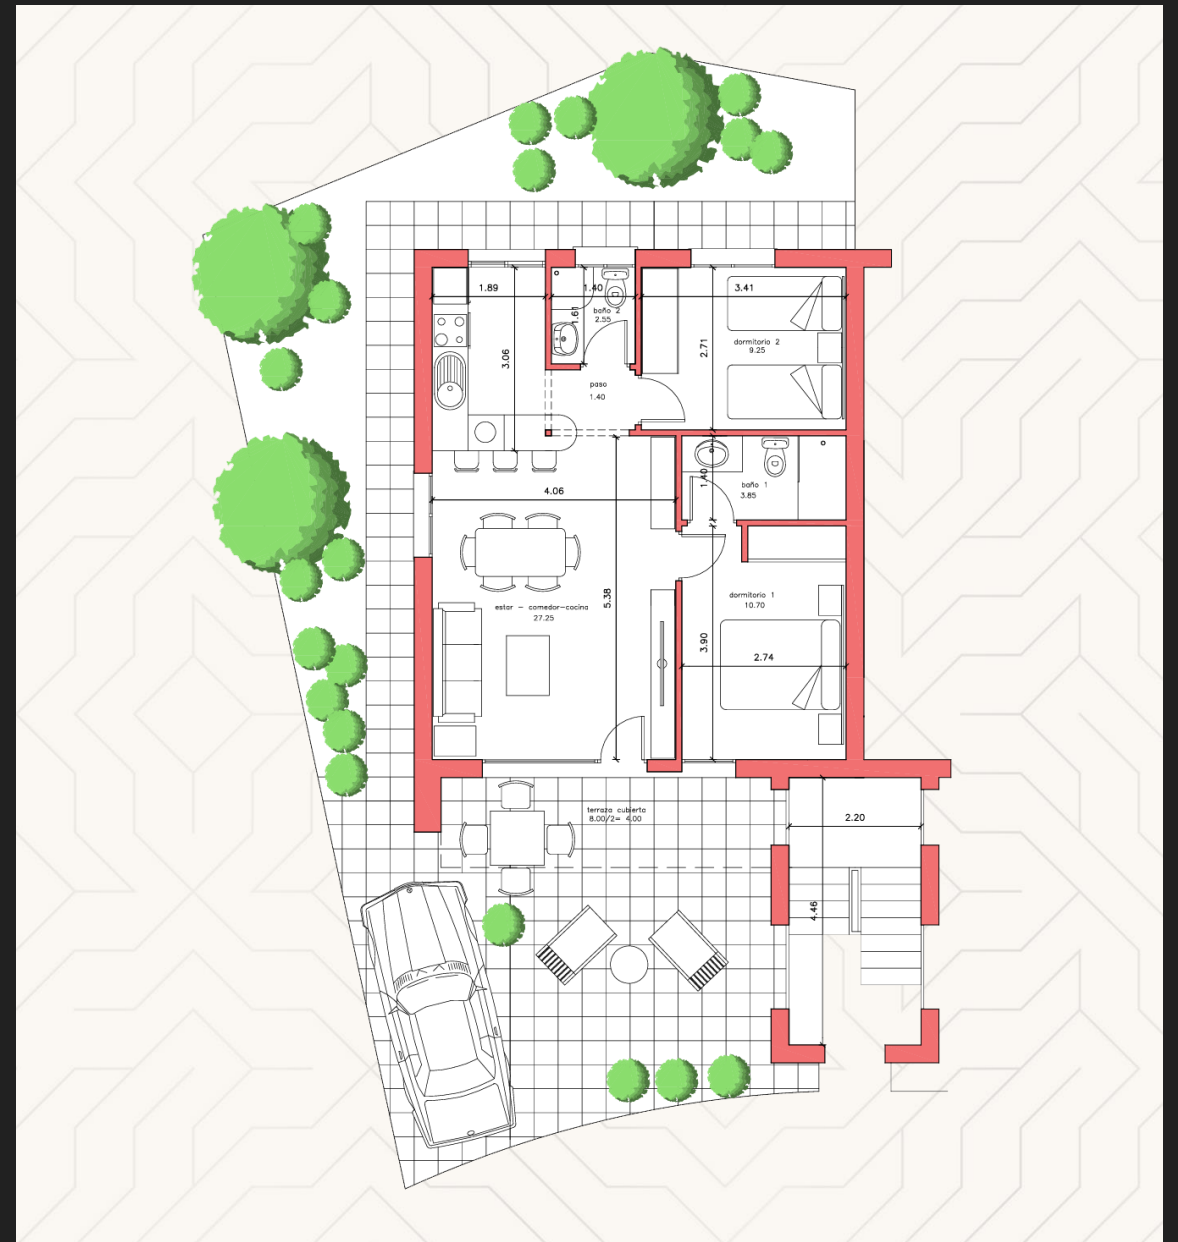 1.89
1.40
3.41
1.61
baño 2
2.55
3.06
2.71
dormitorio 2
9.25
paso
1.40
1.40
baño 1
3.85
4.06
5.38
estar - comedor-cocina
27.25
dormitorio 1
10.70
3.90
2.74
terraza cubierta
8.00/2= 4.00
2.20
4.46